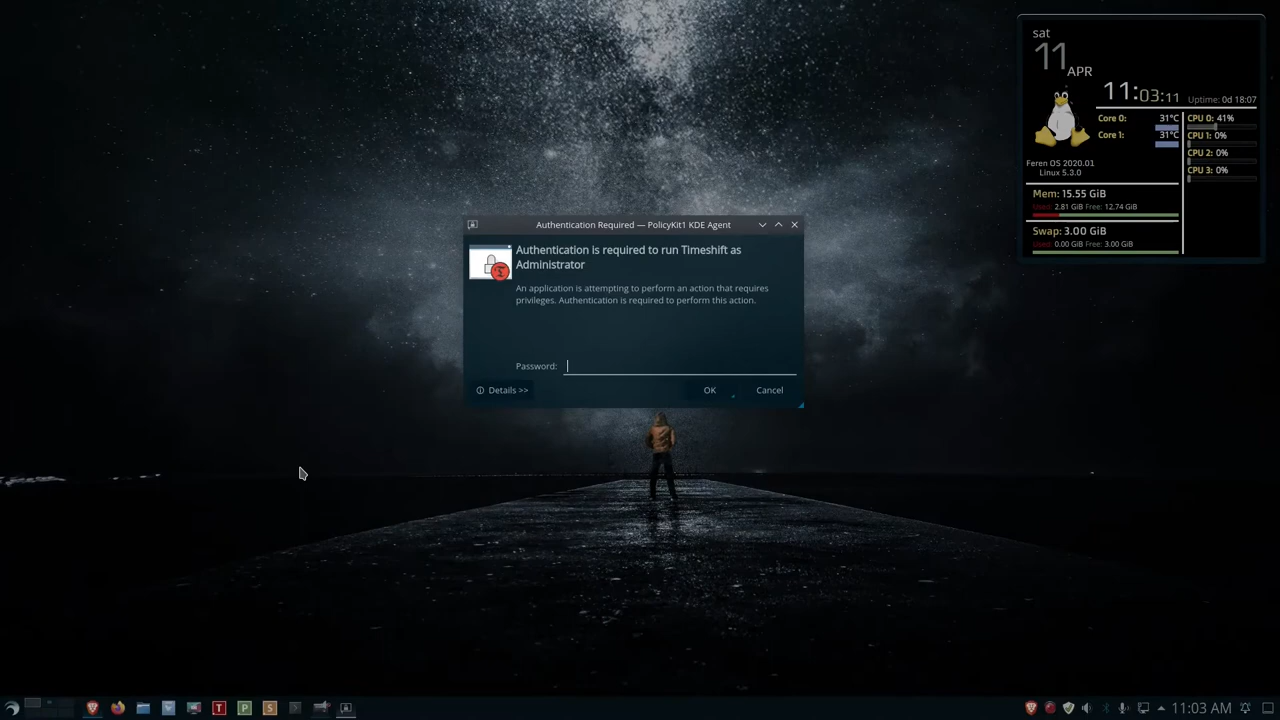 sat
11
APR
11:03:11
Uptime: 0d 18:07
Core 0: 31°C
Core 1: 31°C
CPU 0: 41%
CPU 1: 0%
CPU 2: 0%
CPU 3: 0%
Feren OS 2020.01
Linux 5.3.0
Mem: 15.55 GiB
Used: 2.81 GiB Free: 12.74 GiB
Swap: 3.00 GiB
Used: 0.00 GiB Free: 3.00 GiB
Authentication Required — PolicyKit1 KDE Agent
Authentication is required to run Timeshift as
Administrator
An application is attempting to perform an action that requires
privileges. Authentication is required to perform this action.
Password:
Details >>
OK
Cancel
T
P
S
11:03 AM